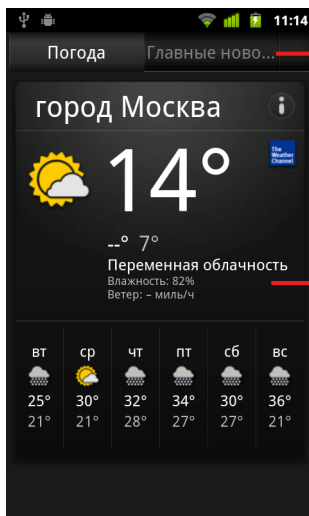 11:14
Погода Главные ново...
город Москва
The Weather Channel
14°
--° 7°
Переменная облачность
Влажность: 82%
Ветер: – миль/ч
вт ср чт пт сб вс
25° 30° 32° 34° 30° 36°
21° 21° 28° 27° 27° 21°